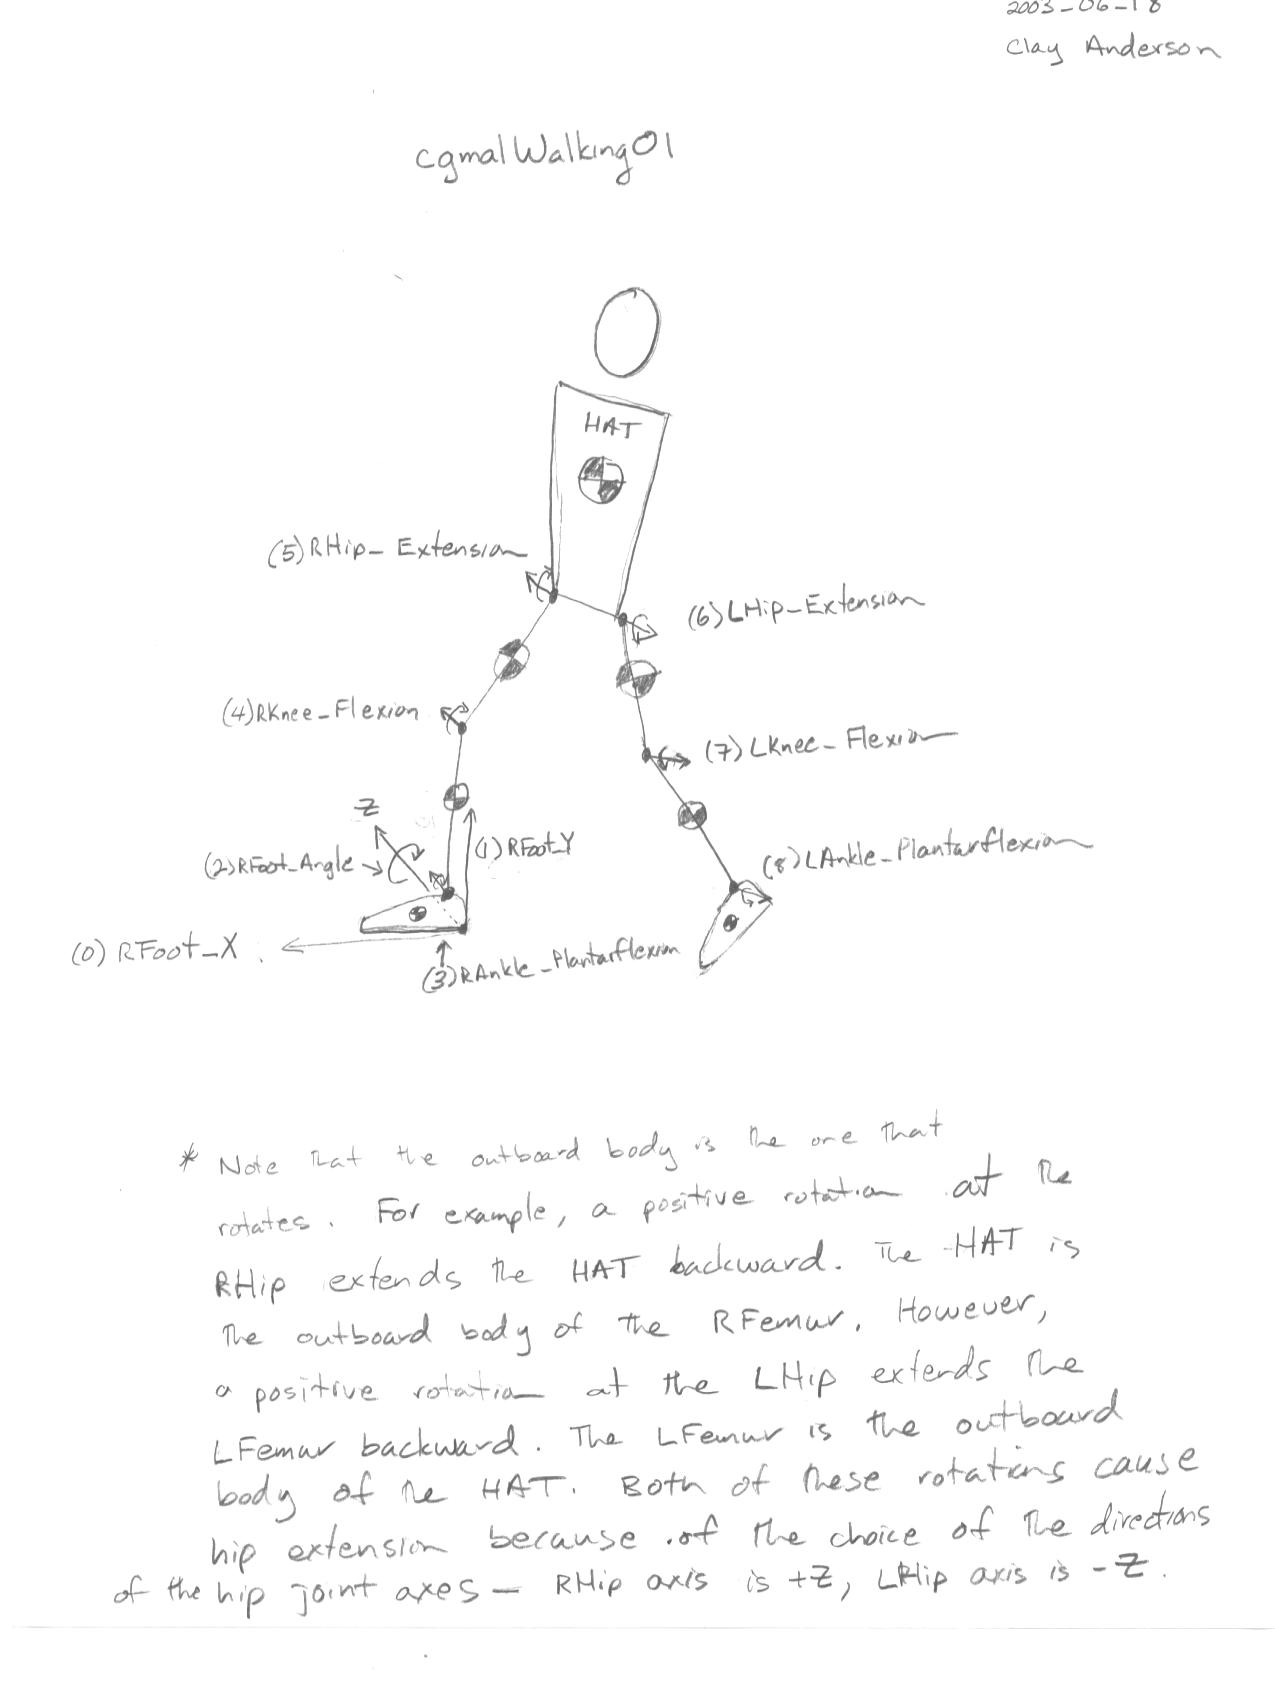 2003-06-18
Clay Anderson
cgmalWalking01
HAT
(5) RHip_Extension
(6) LHip_Extension
(4) RKnee_Flexion
(7) LKnee_Flexion
Z
(1) RFoot_Y
(2) RFoot_Angle
(8) LAnkle_Plantarflexion
(0) RFoot_X
(3) RAnkle_Plantarflexion
* Note that the outboard body is the one that
rotates. For example, a positive rotation at the
RHip extends the HAT backward. The HAT is
the outboard body of the RFemur. However,
a positive rotation at the LHip extends the
LFemur backward. The LFemur is the outboard
body of the HAT. Both of these rotations cause
hip extension because of the choice of the directions
of the hip joint axes – RHip axis is +Z, LHip axis is -Z.